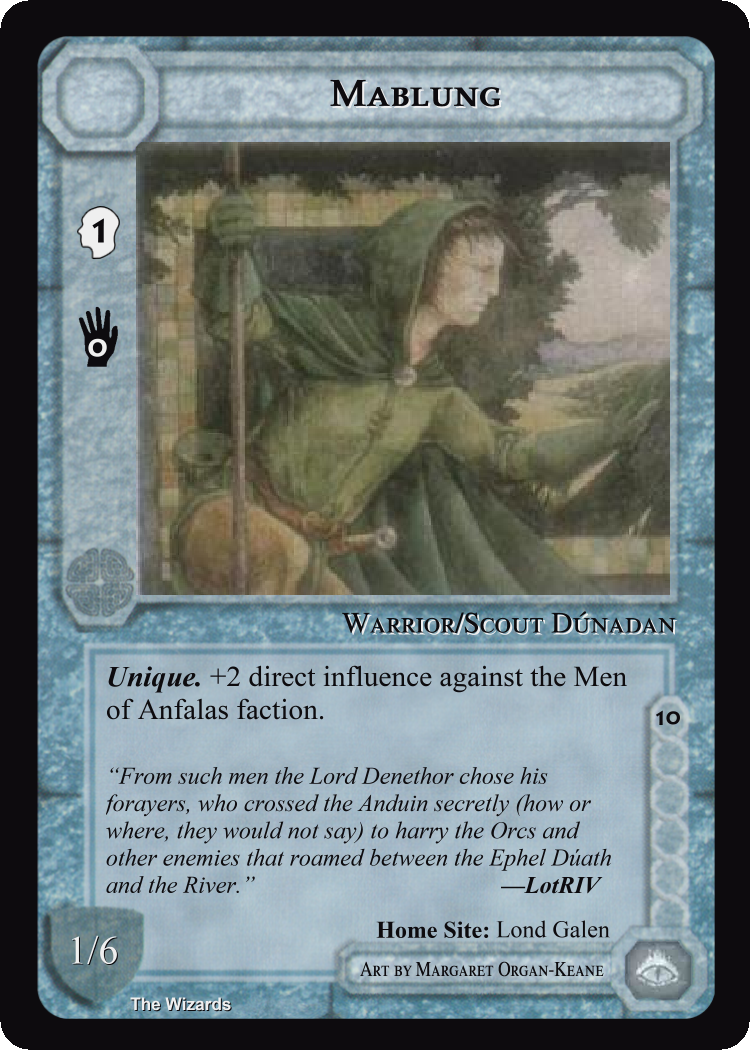 Mablung
1
0
Warrior/Scout Dúnadan
Unique. +2 direct influence against the Men
of Anfalas faction.
10
“From such men the Lord Denethor chose his
forayers, who crossed the Anduin secretly (how or
where, they would not say) to harry the Orcs and
other enemies that roamed between the Ephel Dúath
and the River.” —LotRIV
Home Site: Lond Galen
1/6
Art by Margaret Organ-Keane
The Wizards